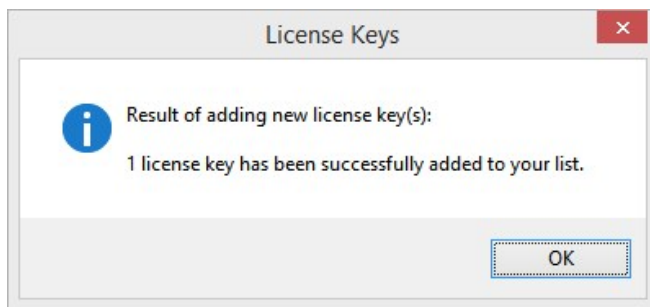 License Keys
Result of adding new license key(s):
1 license key has been successfully added to your list.
OK